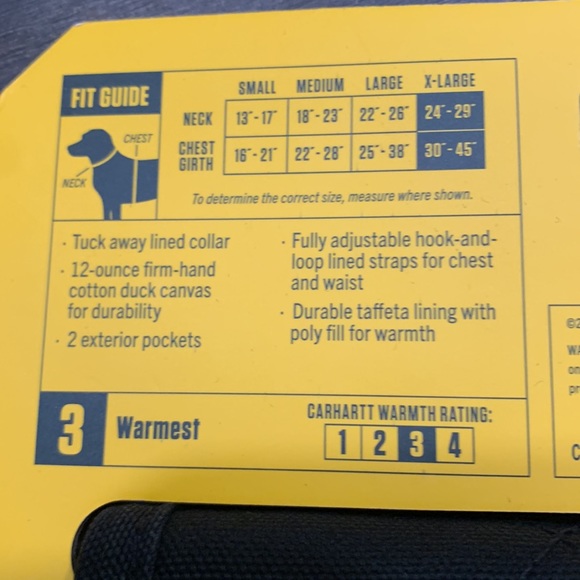 FIT GUIDE
SMALL MEDIUM LARGE X-LARGE
NECK 13"-17" 18"-23" 22"-26" 24"-29"
CHEST GIRTH 16"-21" 22"-28" 25"-38" 30"-45"
CHEST
NECK
To determine the correct size, measure where shown.
· Tuck away lined collar
· 12-ounce firm-hand
cotton duck canvas
for durability
· 2 exterior pockets
· Fully adjustable hook-and-
loop lined straps for chest
and waist
· Durable taffeta lining with
poly fill for warmth
3 Warmest
CARHARTT WARMTH RATING:
1 2 3 4